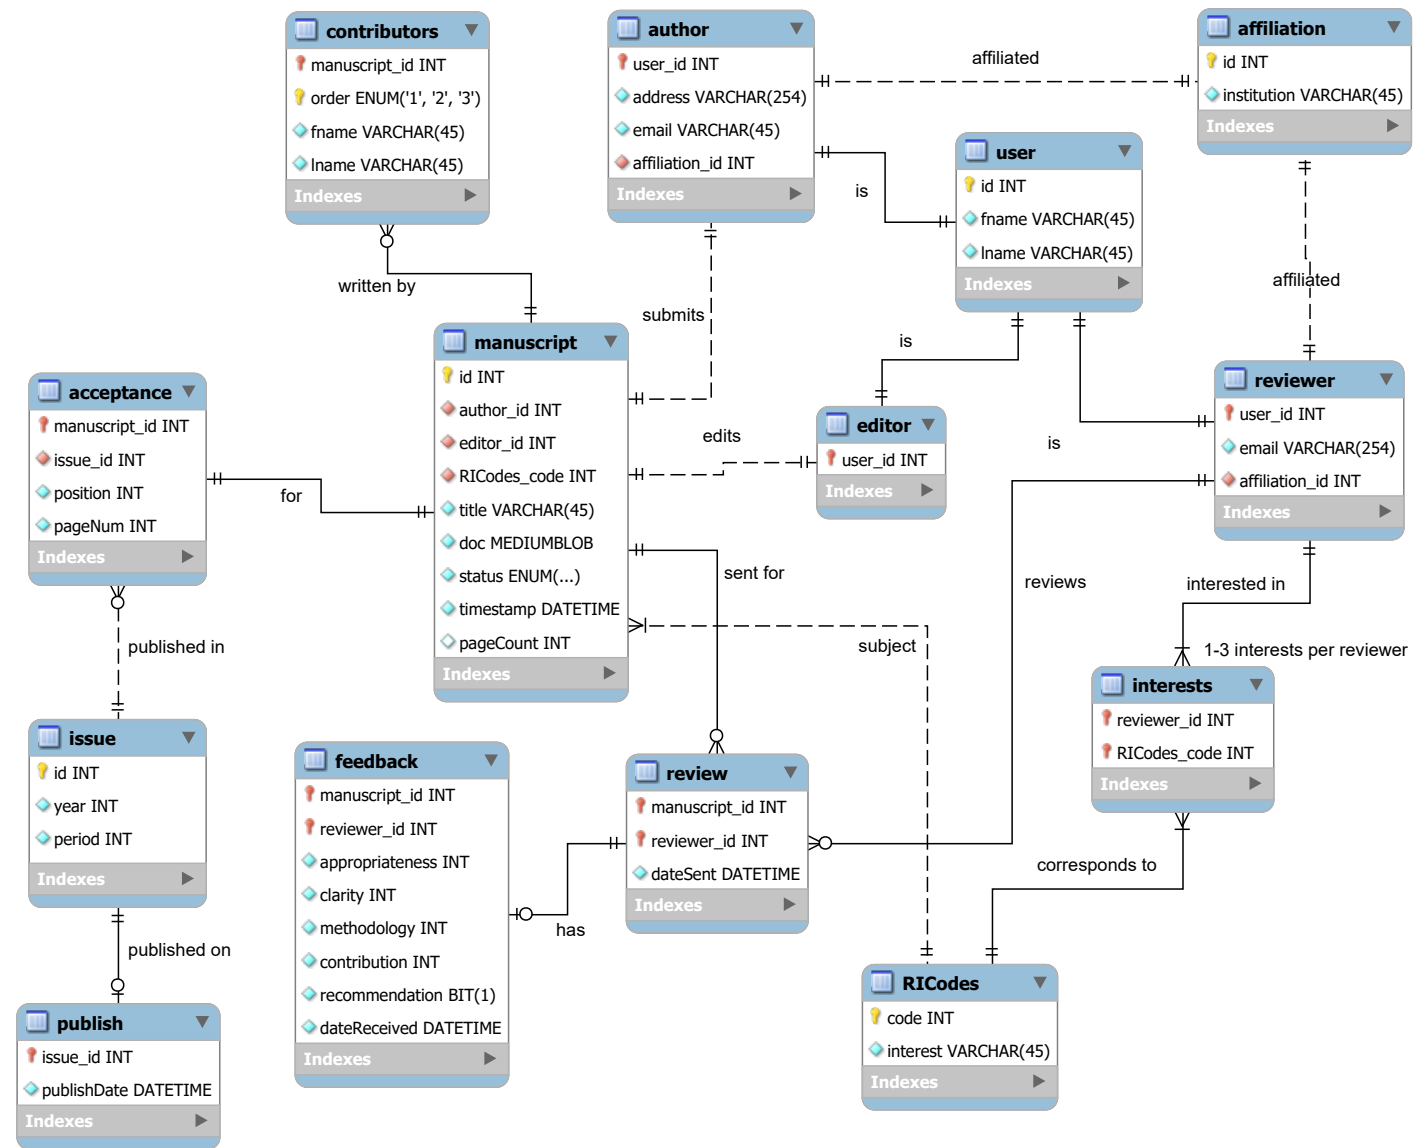 contributors
manuscript_id INT
order ENUM('1', '2', '3')
fname VARCHAR(45)
lname VARCHAR(45)
Indexes
author
user_id INT
address VARCHAR(254)
email VARCHAR(45)
affiliation_id INT
Indexes
affiliated
affiliation
id INT
institution VARCHAR(45)
Indexes
user
id INT
fname VARCHAR(45)
lname VARCHAR(45)
Indexes
is
written by
submits
affiliated
is
manuscript
id INT
author_id INT
editor_id INT
RICodes_code INT
title VARCHAR(45)
doc MEDIUMBLOB
status ENUM(...)
timestamp DATETIME
pageCount INT
Indexes
acceptance
manuscript_id INT
issue_id INT
position INT
pageNum INT
Indexes
for
edits
editor
user_id INT
Indexes
is
reviewer
user_id INT
email VARCHAR(254)
affiliation_id INT
Indexes
sent for
reviews
interested in
published in
subject
1-3 interests per reviewer
interests
reviewer_id INT
RICodes_code INT
Indexes
issue
id INT
year INT
period INT
Indexes
feedback
manuscript_id INT
reviewer_id INT
appropriateness INT
clarity INT
methodology INT
contribution INT
recommendation BIT(1)
dateReceived DATETIME
Indexes
review
manuscript_id INT
reviewer_id INT
dateSent DATETIME
Indexes
has
corresponds to
published on
publish
issue_id INT
publishDate DATETIME
Indexes
RICodes
code INT
interest VARCHAR(45)
Indexes